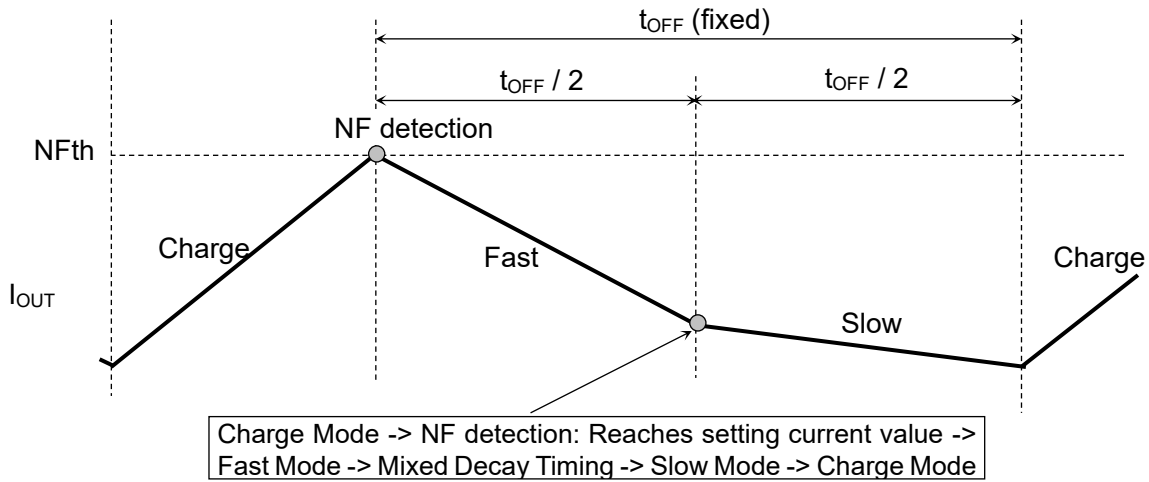 tOFF (fixed)
tOFF / 2
tOFF / 2
NF detection
NFth
Charge
Fast
Charge
IOUT
Slow
Charge Mode -> NF detection: Reaches setting current value ->
Fast Mode -> Mixed Decay Timing -> Slow Mode -> Charge Mode